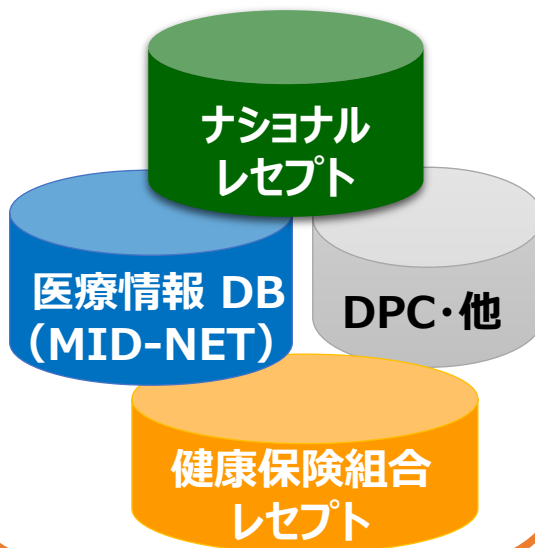 ナショナル
レセプト
医療情報 DB
（MID-NET）
DPC・他
健康保険組合
レセプト